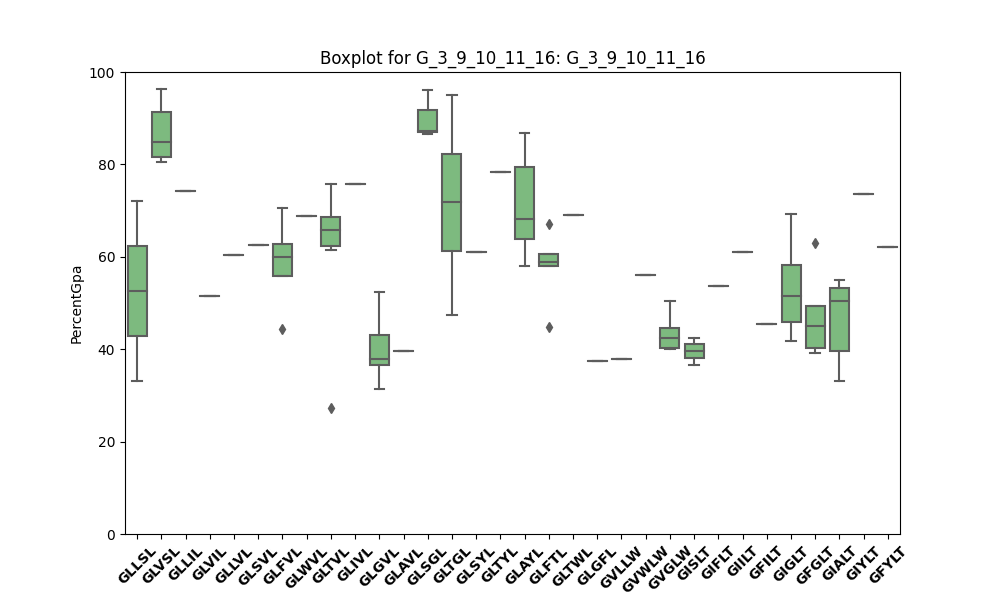 Boxplot for G_3_9_10_11_16: G_3_9_10_11_16
100
80
60
40
20
0
PercentGpa
GLLSL
GLVSL
GLLIL
GLVIL
GLLVL
GLSVL
GLFVL
GLWVL
GLTVL
GLIVL
GLGVL
GLAVL
GLSGL
GLTGL
GLSYL
GLTYL
GLAYL
GLFTL
GLTWL
GLGFL
GVLLW
GVWLW
GVGLW
GISLT
GIFLT
GIILT
GFILT
GIGLT
GFGLT
GIALT
GIYLT
GFYLT